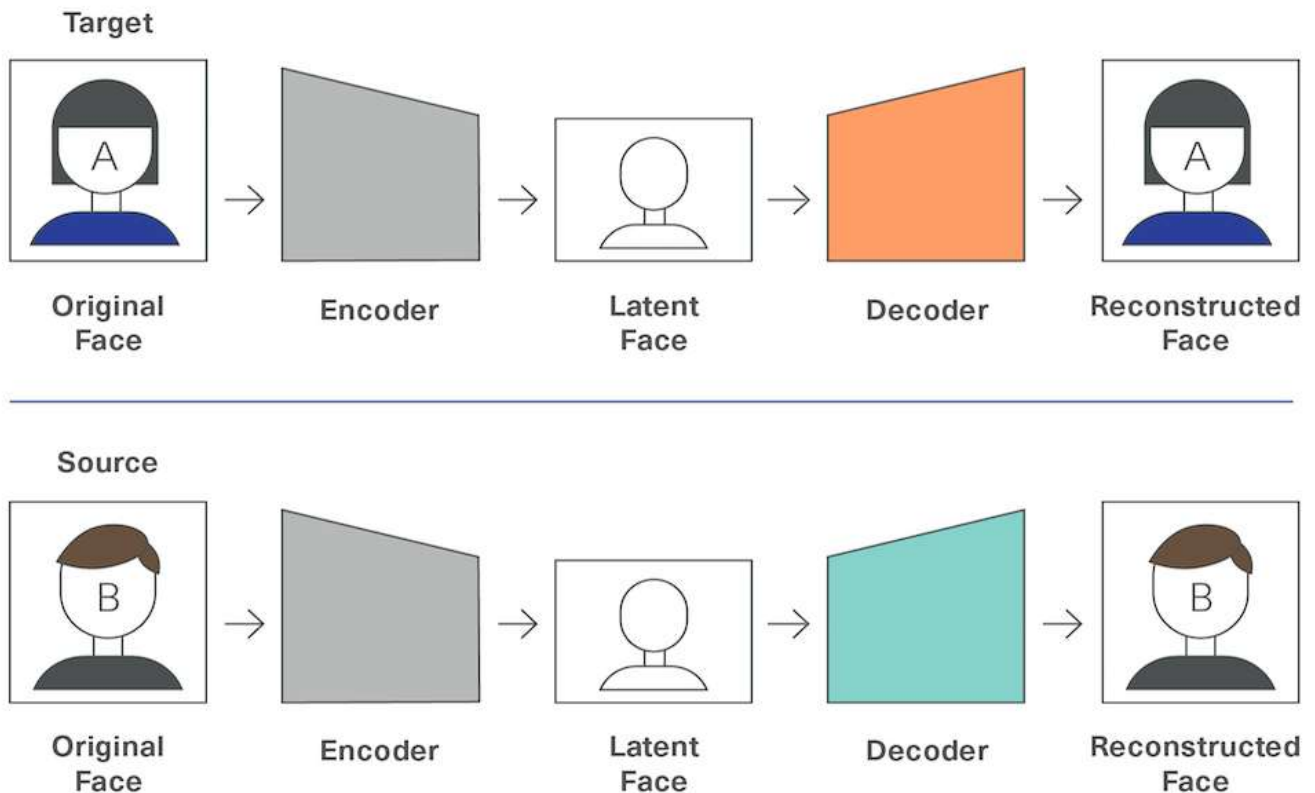 Target
A
A
Original
Face
Encoder
Latent
Face
Decoder
Reconstructed
Face
Source
B
B
Original
Face
Encoder
Latent
Face
Decoder
Reconstructed
Face